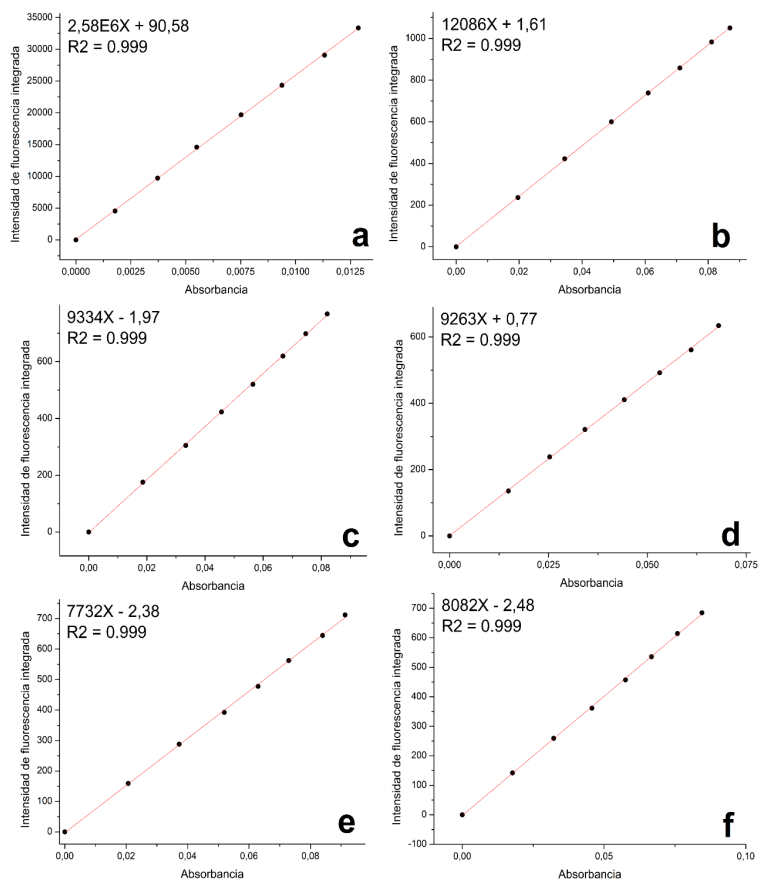 2,58E6X + 90,58
R2 = 0.999
Intensidad de fluorescencia integrada
35000
30000
25000
20000
15000
10000
5000
0
0,0000
0,0025
0,0050
0,0075
0,0100
0,0125
Absorbancia
a
12086X + 1,61
R2 = 0.999
Intensidad de fluorescencia integrada
1000
800
600
400
200
0
0,00
0,02
0,04
0,06
0,08
Absorbancia
b
9334X - 1,97
R2 = 0.999
Intensidad de fluorescencia integrada
600
400
200
0
0,00
0,02
0,04
0,06
0,08
Absorbancia
c
9263X + 0,77
R2 = 0.999
Intensidad de fluorescencia integrada
600
400
200
0
0,000
0,025
0,050
0,075
Absorbancia
d
7732X - 2,38
R2 = 0.999
Intensidad de fluorescencia integrada
700
600
500
400
300
200
100
0
0,00
0,02
0,04
0,06
0,08
Absorbancia
e
8082X - 2,48
R2 = 0.999
Intensidad de fluorescencia integrada
700
600
500
400
300
200
100
0
-100
0,00
0,05
0,10
Absorbancia
f